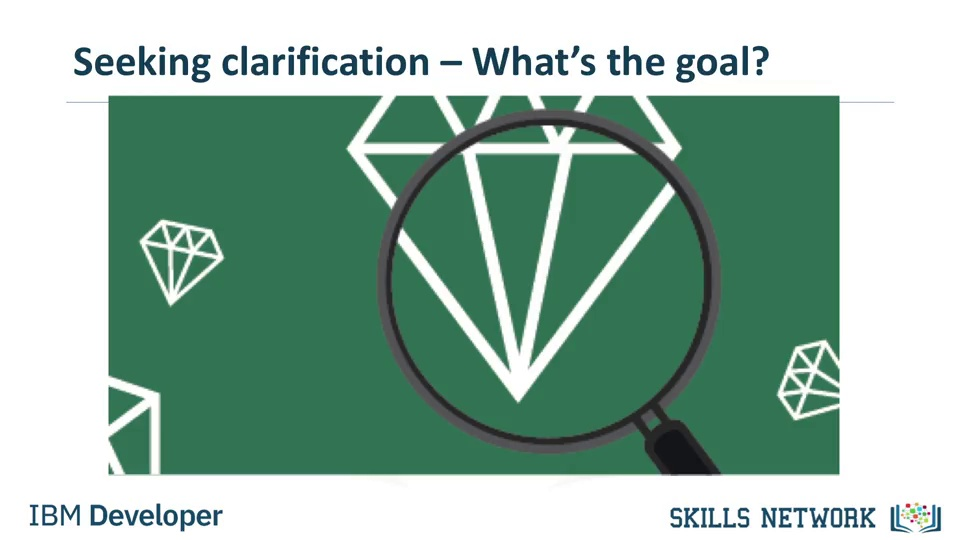 Seeking clarification – What’s the goal?
IBM Developer
SKILLS NETWORK